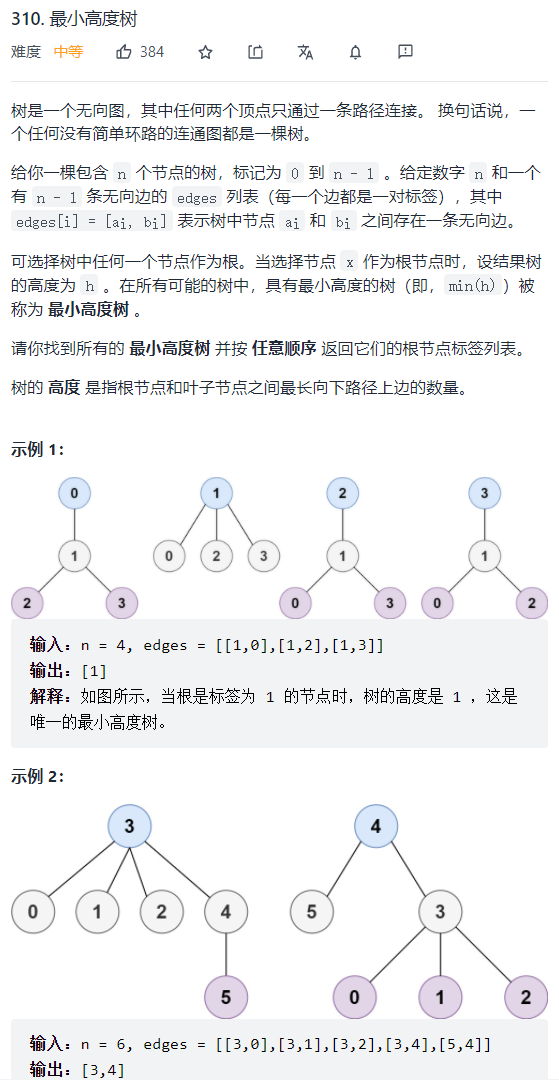 310. 最小高度树
难度 中等 384
树是一个无向图，其中任何两个顶点只通过一条路径连接。 换句话说，一
个任何没有简单环路的连通图都是一棵树。
给你一棵包含 n 个节点的树，标记为 0 到 n - 1 。给定数字 n 和一个
有 n - 1 条无向边的 edges 列表（每一个边都是一对标签），其中
edges[i] = [ai, bi] 表示树中节点 ai 和 bi 之间存在一条无向边。
可选择树中任何一个节点作为根。当选择节点 x 作为根节点时，设结果树
的高度为 h 。在所有可能的树中，具有最小高度的树（即，min(h)）被
称为 最小高度树 。
请你找到所有的 最小高度树 并按 任意顺序 返回它们的根节点标签列表。
树的 高度 是指根节点和叶子节点之间最长向下路径上边的数量。
示例 1：
0 1 2 3
1 0 2 3 1 1
2 3 0 3 0 2
输入：n = 4, edges = [[1,0],[1,2],[1,3]]
输出：[1]
解释：如图所示，当根是标签为 1 的节点时，树的高度是 1 ，这是
唯一的最小高度树。
示例 2：
3 4
0 1 2 4 5 3
5 0 1 2
输入：n = 6, edges = [[3,0],[3,1],[3,2],[3,4],[5,4]]
输出：[3,4]